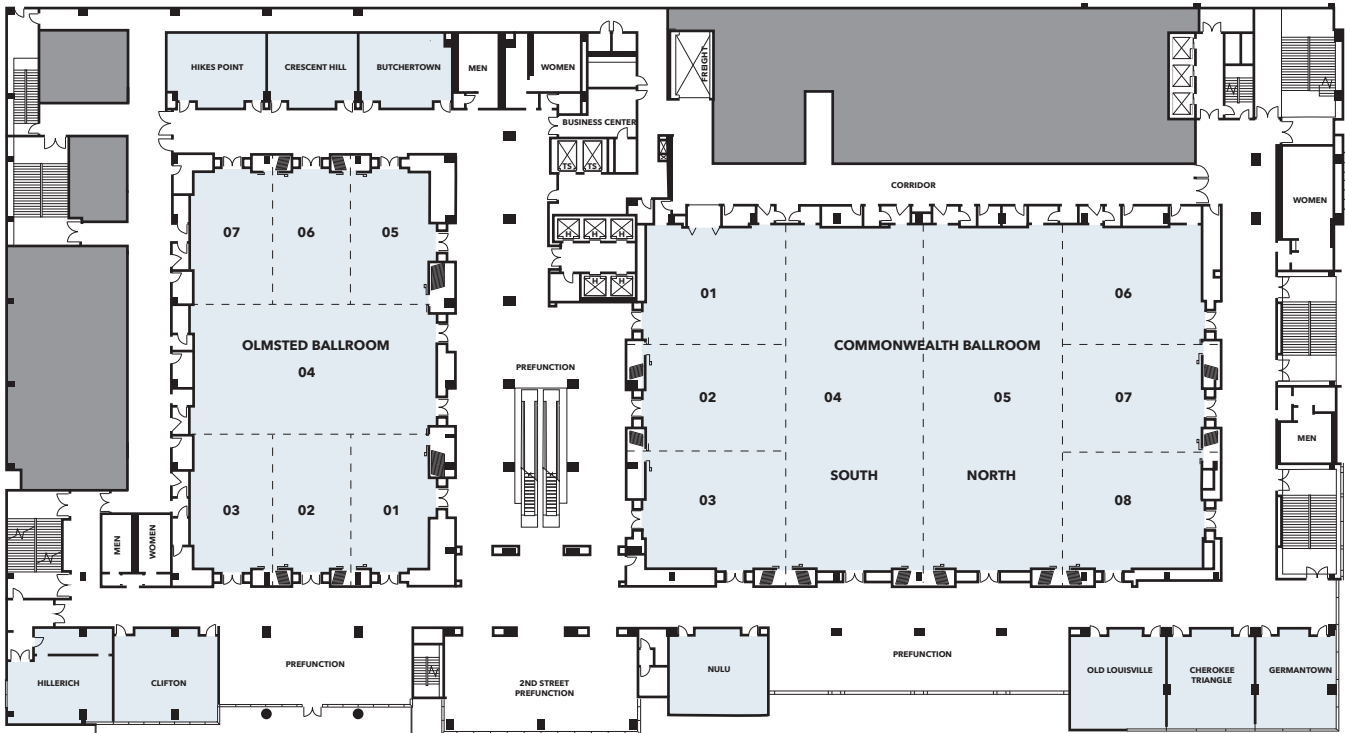 HIKES POINT
CRESCENT HILL
BUTCHERTOWN
MEN
WOMEN
FREIGHT
BUSINESS CENTER
TS
TS
CORRIDOR
WOMEN
07
06
05
H
H
H
H
H
01
06
OLMSTED BALLROOM
04
COMMONWEALTH BALLROOM
PREFUNCTION
02
04
05
07
MEN
SOUTH
NORTH
03
02
01
03
08
MEN
WOMEN
HILLERICH
CLIFTON
PREFUNCTION
2ND STREET
PREFUNCTION
NULU
PREFUNCTION
OLD LOUISVILLE
CHEROKEE
TRIANGLE
GERMANTOWN